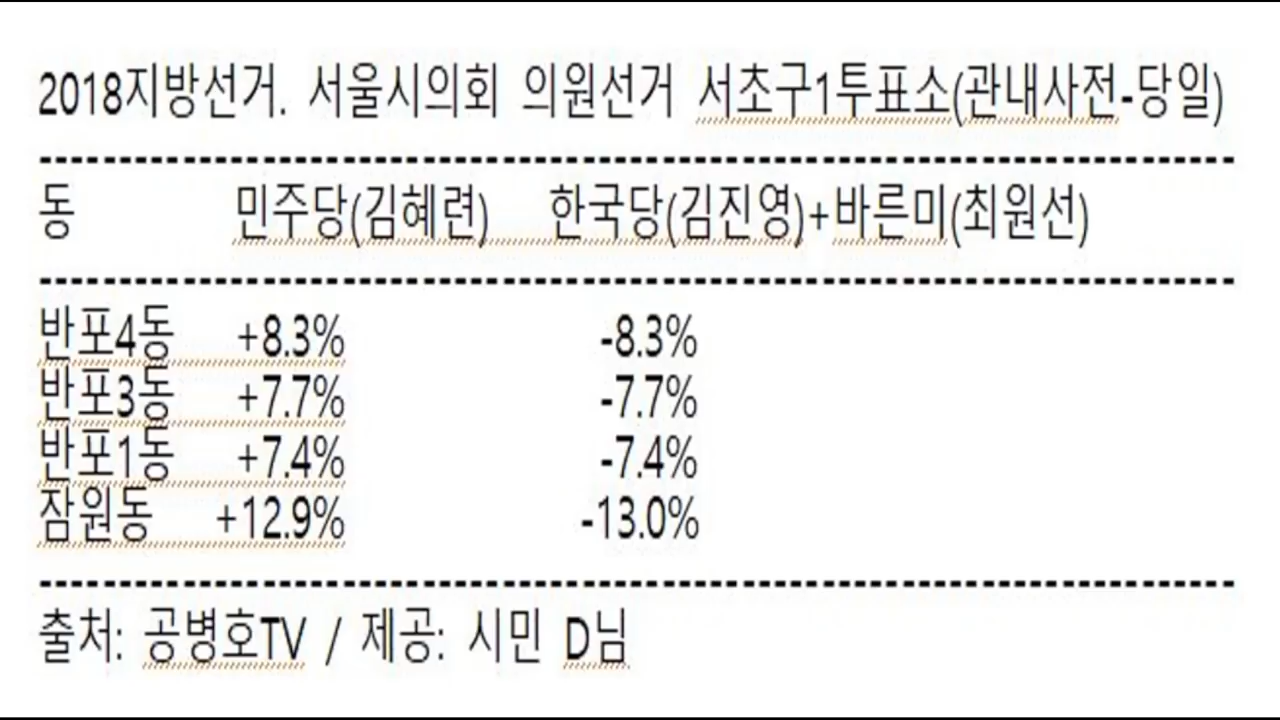 2018지방선거. 서울시의회 의원선거 서초구1투표소(관내사전-당일)
동 민주당(김혜련) 한국당(김진영)+바른미(최원선)
반포4동 +8.3% -8.3%
반포3동 +7.7% -7.7%
반포1동 +7.4% -7.4%
잠원동 +12.9% -13.0%
출처: 공병호TV / 제공: 시민 D님